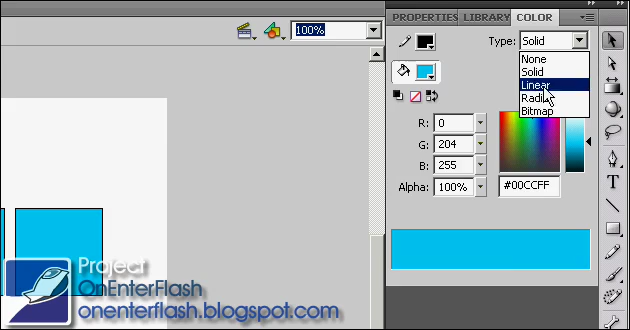 PROPERTIES LIBRARY COLOR
100%
Type: Solid
None
Solid
Linear
Radial
Bitmap
R: 0
G: 204
B: 255
Alpha: 100%
#00CCFF
T
Project
OnEnterFlash
onenterflash.blogspot.com